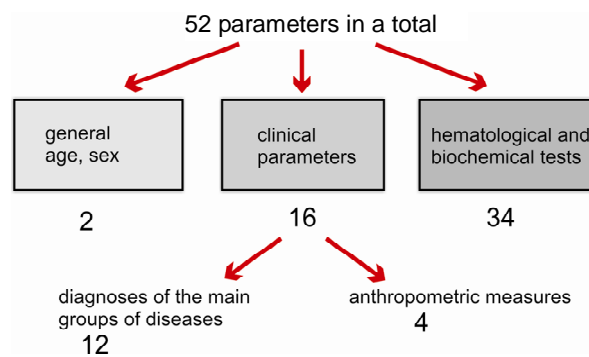 52 parameters in a total
general
age, sex
clinical
parameters
hematological and
biochemical tests
2
16
34
diagnoses of the main
groups of diseases
12
anthropometric measures
4